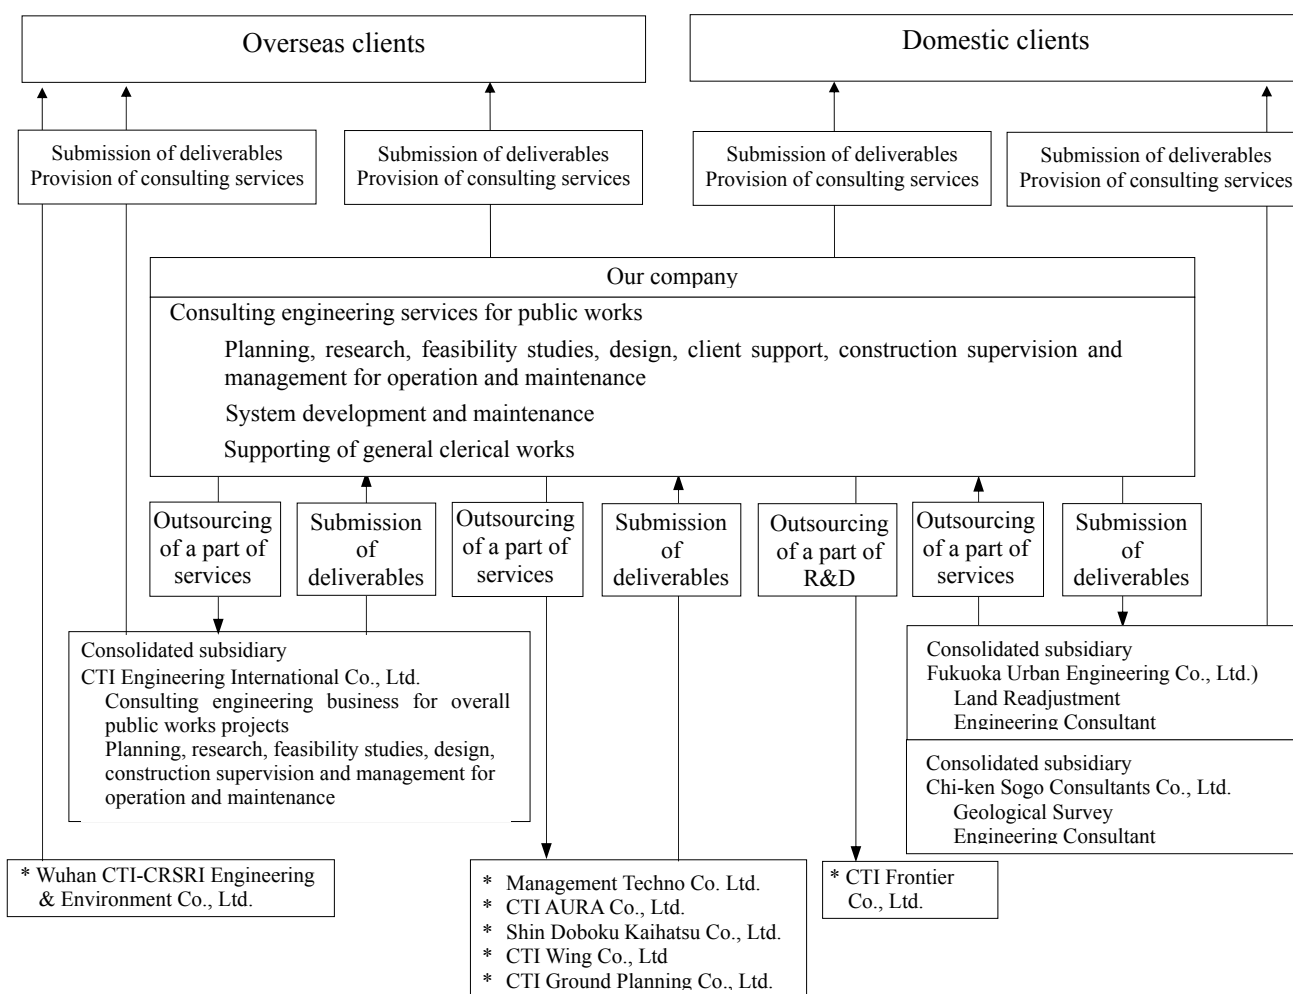 Overseas clients
Domestic clients
Submission of deliverables
Provision of consulting services
Submission of deliverables
Provision of consulting services
Submission of deliverables
Provision of consulting services
Submission of deliverables
Provision of consulting services
Our company
Consulting engineering services for public works
Planning, research, feasibility studies, design, client support, construction supervision and
management for operation and maintenance
System development and maintenance
Supporting of general clerical works
Outsourcing
of a part of
services
Submission
of
deliverables
Outsourcing
of a part of
services
Submission
of
deliverables
Outsourcing
of a part of
R&D
Outsourcing
of a part of
services
Submission
of
deliverables
Consolidated subsidiary
CTI Engineering International Co., Ltd.
Consulting engineering business for overall
public works projects
Planning, research, feasibility studies, design,
construction supervision and management for
operation and maintenance
Consolidated subsidiary
Fukuoka Urban Engineering Co., Ltd.)
Land Readjustment
Engineering Consultant
Consolidated subsidiary
Chi-ken Sogo Consultants Co., Ltd.
Geological Survey
Engineering Consultant
* Wuhan CTI-CRSRI Engineering
& Environment Co., Ltd.
* Management Techno Co. Ltd.
* CTI AURA Co., Ltd.
* Shin Doboku Kaihatsu Co., Ltd.
* CTI Wing Co., Ltd
* CTI Ground Planning Co., Ltd.
* CTI Frontier
Co., Ltd.